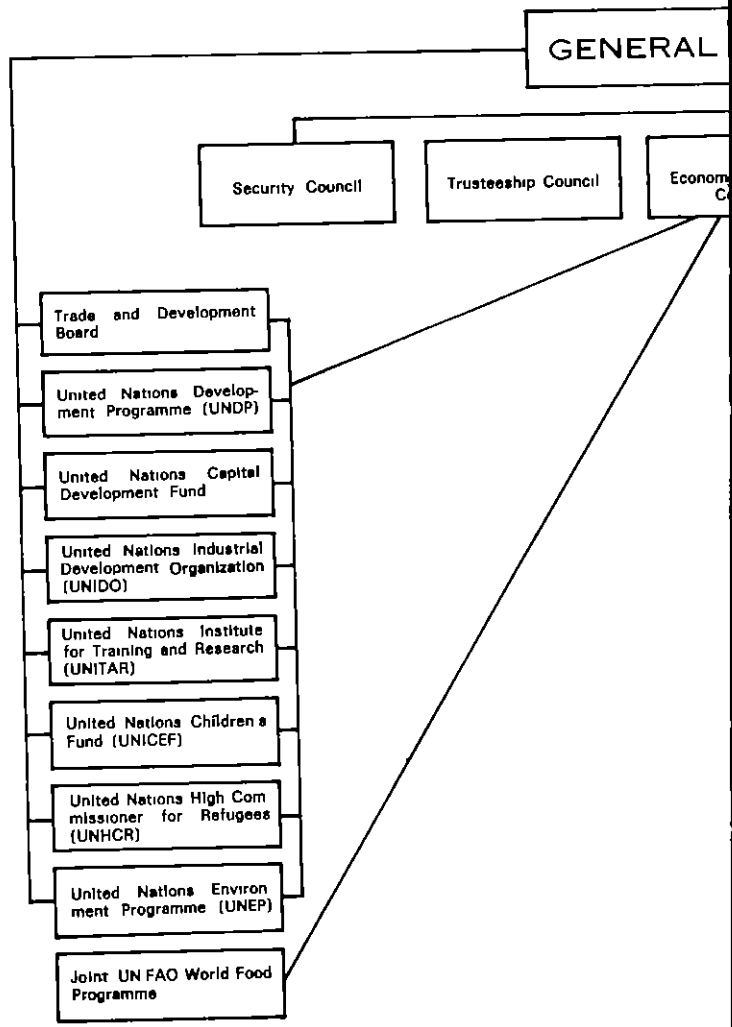 GENERAL
Security Council
Trusteeship Council
Econom
Co
Trade and Development
Board
United Nations Develop-
ment Programme (UNDP)
United Nations Capital
Development Fund
United Nations Industrial
Development Organization
(UNIDO)
United Nations Institute
for Training and Research
(UNITAR)
United Nations Children s
Fund (UNICEF)
United Nations High Com
missioner for Refugees
(UNHCR)
United Nations Environ
ment Programme (UNEP)
Joint UN FAO World Food
Programme